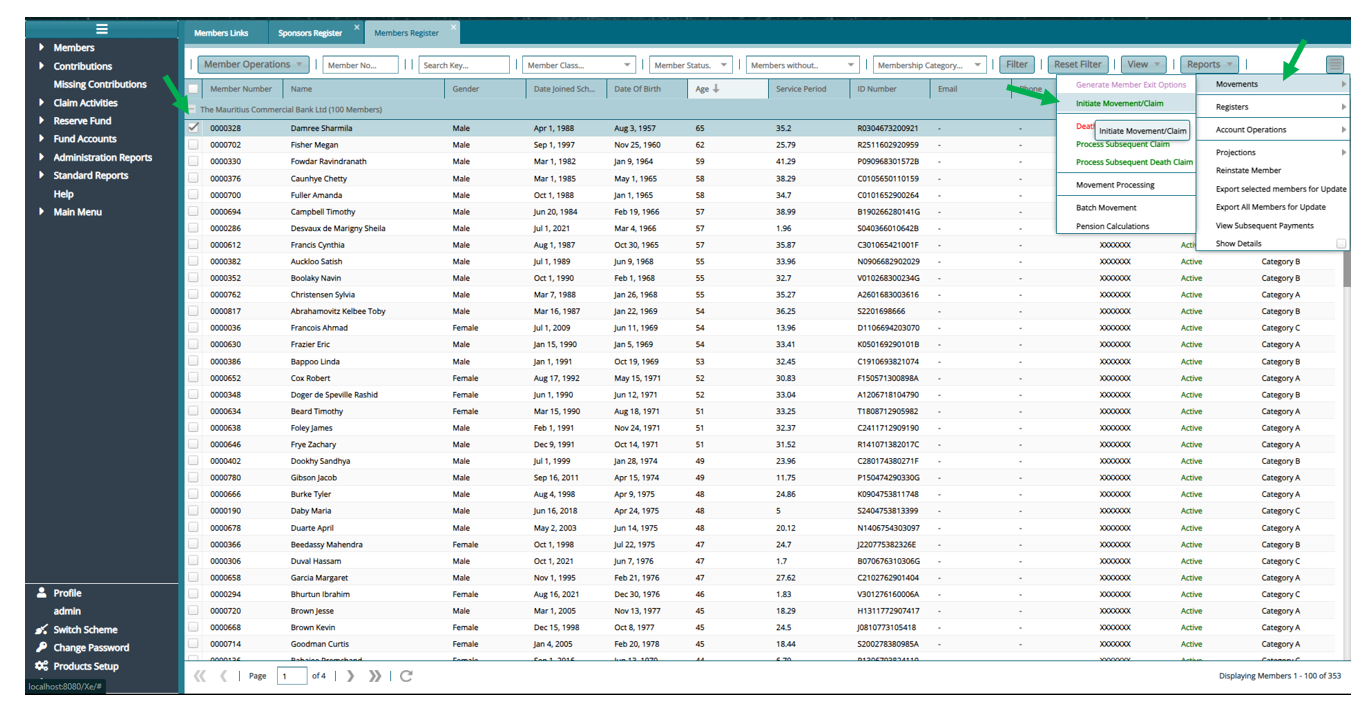 Members Links Sponsors Register × Members Register ×
Members
Contributions
Missing Contributions
Claim Activities
Reserve Fund
Fund Accounts
Administration Reports
Standard Reports
Help
Main Menu
Member Operations Member No... Search Key... Member Class... Member Status. Members without.. Membership Category... Filter Reset Filter View Reports
Member Number Name Gender Date Joined Sch... Date Of Birth Age Service Period ID Number Email Phone
The Mauritius Commercial Bank Ltd (100 Members)
Generate Member Exit Options
Initiate Movement/Claim
Death
Initiate Movement/Claim
Process Subsequent Claim
Process Subsequent Death Claim
Movement Processing
Batch Movement
Pension Calculations
Movements
Registers
Account Operations
Projections
Reinstate Member
Export selected members for Update
Export All Members for Update
View Subsequent Payments
Show Details
0000328 Damree Sharmila Male Apr 1, 1988 Aug 3, 1957 65 35.2 R0304673200921 - -
0000702 Fisher Megan Male Sep 1, 1997 Nov 25, 1960 62 25.79 R2511602920959 - -
0000330 Fowdar Ravindranath Male Mar 1, 1982 Jan 9, 1964 59 41.29 P090968301572B - -
0000376 Caunhye Chetty Male Mar 1, 1985 May 1, 1965 58 38.29 C0105650110159 - -
0000700 Fuller Amanda Male Oct 1, 1988 Jan 1, 1965 58 34.7 C0101652900264 - -
0000694 Campbell Timothy Male Jun 20, 1984 Feb 19, 1966 57 38.99 B190266280141G - -
0000286 Desvaux de Marigny Sheila Male Jul 1, 2021 Mar 4, 1966 57 1.96 S040366010642B - -
0000612 Francis Cynthia Male Aug 1, 1987 Oct 30, 1965 57 35.87 C301065421001F - - XXXXXXX Acti
0000382 Auckloo Satish Male Jul 1, 1989 Jun 9, 1968 55 33.96 N0906682902029 - - XXXXXXX Active Category B
0000352 Boolaky Navin Male Oct 1, 1990 Feb 1, 1968 55 32.7 V010268300234G - - XXXXXXX Active Category B
0000762 Christensen Sylvia Male Mar 7, 1988 Jan 26, 1968 55 35.27 A2601683003616 - - XXXXXXX Active Category A
0000817 Abrahamovitz Kelbee Toby Male Mar 16, 1987 Jan 22, 1969 54 36.25 S2201698666 - - XXXXXXX Active Category B
0000036 Francois Ahmad Female Jul 1, 2009 Jun 11, 1969 54 13.96 D1106694203070 - - XXXXXXX Active Category C
0000630 Frazier Eric Male Jan 15, 1990 Jan 5, 1969 54 33.41 K050169290101B - - XXXXXXX Active Category A
0000386 Bappoo Linda Male Jan 1, 1991 Oct 19, 1969 53 32.45 C1910693821074 - - XXXXXXX Active Category B
0000652 Cox Robert Female Aug 17, 1992 May 15, 1971 52 30.83 F150571300898A - - XXXXXXX Active Category A
0000348 Doger de Speville Rashid Female Jun 1, 1990 Jun 12, 1971 52 33.04 A1206718104790 - - XXXXXXX Active Category B
0000634 Beard Timothy Male Mar 15, 1990 Aug 18, 1971 51 33.25 T1808712905982 - - XXXXXXX Active Category A
0000638 Foley James Male Feb 1, 1991 Nov 24, 1971 51 32.37 C2411712909190 - - XXXXXXX Active Category A
0000646 Frye Zachary Male Dec 9, 1991 Oct 14, 1971 51 31.52 R141071382017C - - XXXXXXX Active Category A
0000402 Dookhy Sandhya Male Jul 1, 1999 Jan 28, 1974 49 23.96 C280174380271F - - XXXXXXX Active Category B
0000780 Gibson Jacob Male Sep 16, 2011 Apr 15, 1974 49 11.75 P150474290330G - - XXXXXXX Active Category C
0000666 Burke Tyler Male Aug 4, 1998 Apr 9, 1975 48 24.86 K0904753811748 - - XXXXXXX Active Category A
0000190 Daby Maria Male Jun 16, 2018 Apr 24, 1975 48 5 S2404753813399 - - XXXXXXX Active Category C
0000678 Duarte April Male May 2, 2003 Jun 14, 1975 48 20.12 N1406754303097 - - XXXXXXX Active Category A
0000366 Beedassy Mahendra Female Oct 1, 1998 Jul 22, 1975 47 24.7 J220775382326E - - XXXXXXX Active Category B
0000306 Duval Hassam Male Oct 1, 2021 Jun 7, 1976 47 1.7 B070676310306G - - XXXXXXX Active Category C
0000658 Garcia Margaret Male Nov 1, 1995 Feb 21, 1976 47 27.62 C2102762901404 - - XXXXXXX Active Category A
0000294 Bhurtun Ibrahim Female Aug 16, 2021 Dec 30, 1976 46 1.83 V301276160006A - - XXXXXXX Active Category C
0000720 Brown Jesse Male Mar 1, 2005 Nov 13, 1977 45 18.29 H1311772907417 - - XXXXXXX Active Category A
0000668 Brown Kevin Female Dec 15, 1998 Oct 8, 1977 45 24.5 J0810773105418 - - XXXXXXX Active Category A
0000714 Goodman Curtis Female Jan 4, 2005 Feb 20, 1978 45 18.44 S200278380985A - - XXXXXXX Active Category A
Profile
admin
Switch Scheme
Change Password
Products Setup
localhost:8080/Xe/#
Page 1 of 4 Displaying Members 1 - 100 of 353